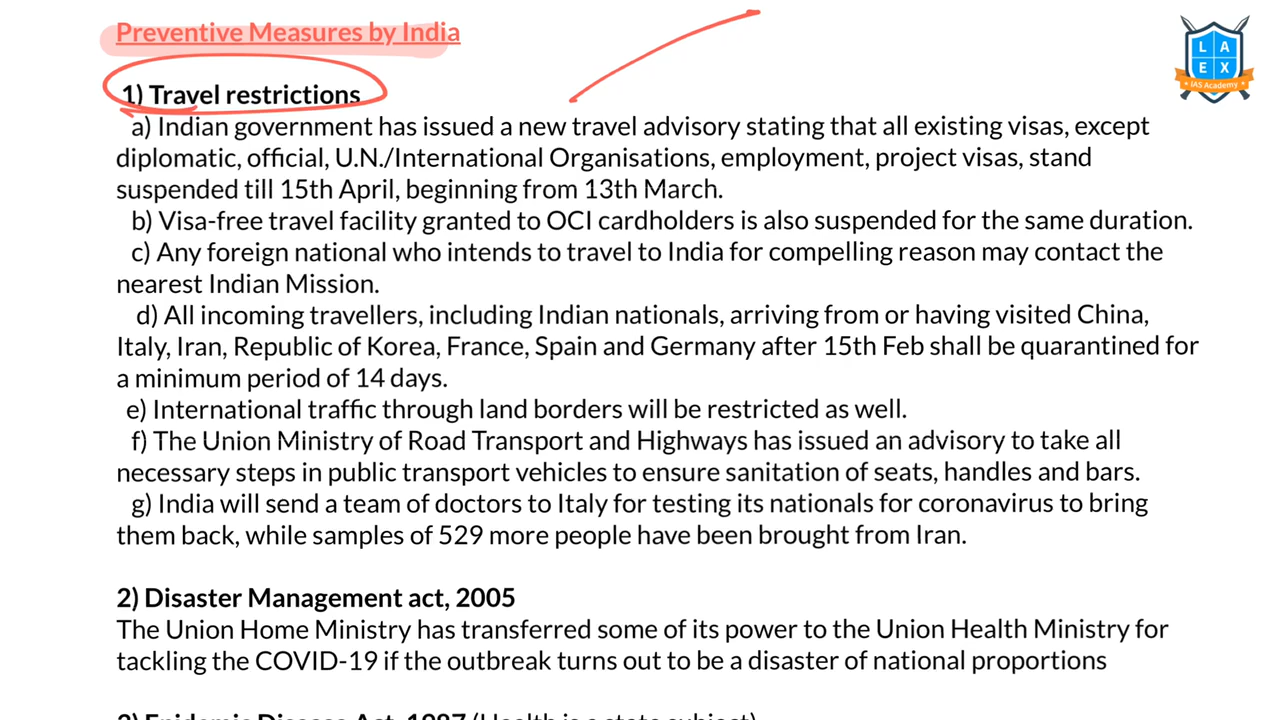 Preventive Measures by India
L A
E X
IAS Academy
1) Travel restrictions
a) Indian government has issued a new travel advisory stating that all existing visas, except
diplomatic, official, U.N./International Organisations, employment, project visas, stand
suspended till 15th April, beginning from 13th March.
b) Visa-free travel facility granted to OCI cardholders is also suspended for the same duration.
c) Any foreign national who intends to travel to India for compelling reason may contact the
nearest Indian Mission.
d) All incoming travellers, including Indian nationals, arriving from or having visited China,
Italy, Iran, Republic of Korea, France, Spain and Germany after 15th Feb shall be quarantined for
a minimum period of 14 days.
e) International traffic through land borders will be restricted as well.
f) The Union Ministry of Road Transport and Highways has issued an advisory to take all
necessary steps in public transport vehicles to ensure sanitation of seats, handles and bars.
g) India will send a team of doctors to Italy for testing its nationals for coronavirus to bring
them back, while samples of 529 more people have been brought from Iran.
2) Disaster Management act, 2005
The Union Home Ministry has transferred some of its power to the Union Health Ministry for
tackling the COVID-19 if the outbreak turns out to be a disaster of national proportions
Epidemic Disease Act, (Health is a state subject)